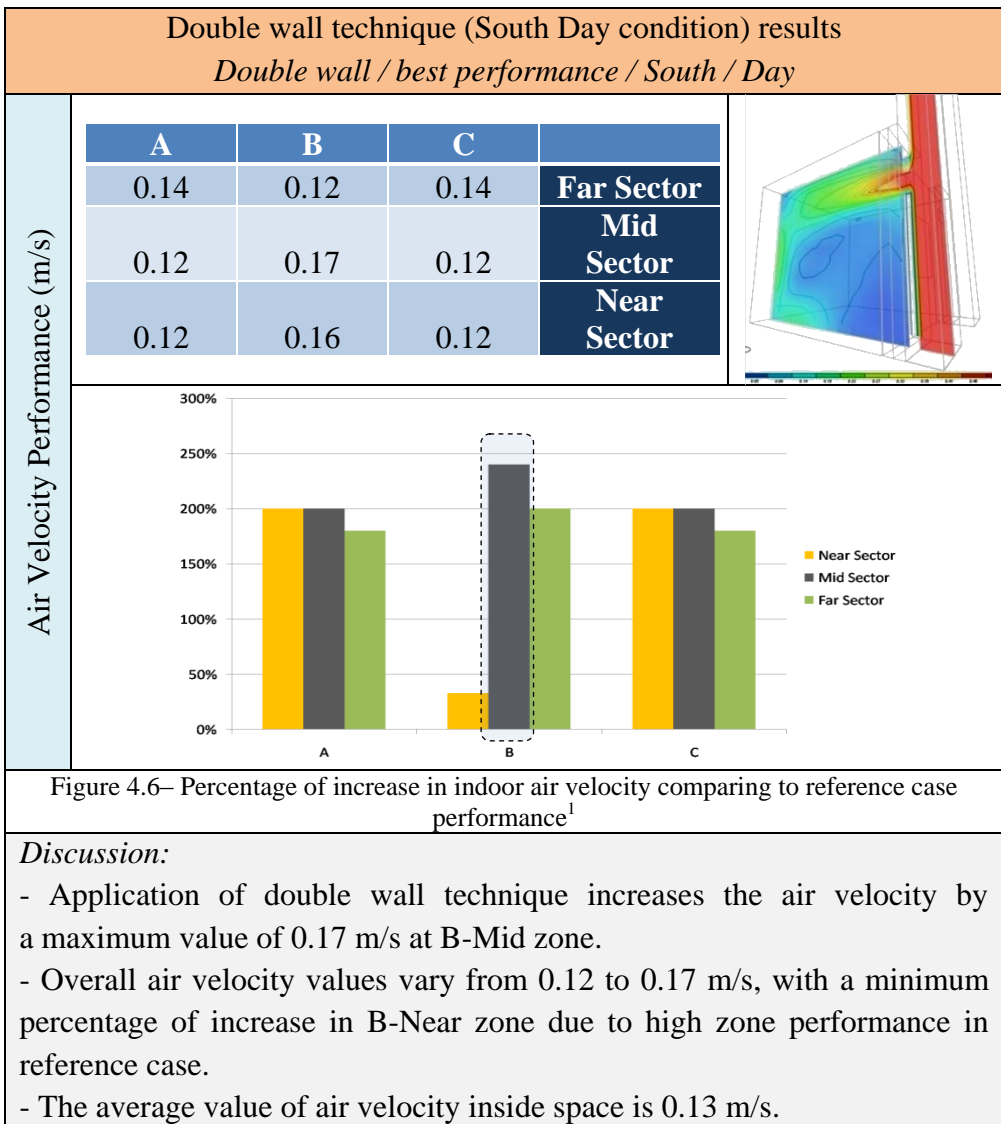 Double wall technique (South Day condition) results
Double wall / best performance / South / Day
Air Velocity Performance (m/s)
A B C
0.14 0.12 0.14 Far Sector
Mid
0.12 0.17 0.12 Sector
Near
0.12 0.16 0.12 Sector
300%
250%
200%
150%
100%
50%
0%
A B C
Near Sector
Mid Sector
Far Sector
Figure 4.6– Percentage of increase in indoor air velocity comparing to reference case
performance1
Discussion:
- Application of double wall technique increases the air velocity by
a maximum value of 0.17 m/s at B-Mid zone.
- Overall air velocity values vary from 0.12 to 0.17 m/s, with a minimum
percentage of increase in B-Near zone due to high zone performance in
reference case.
- The average value of air velocity inside space is 0.13 m/s.